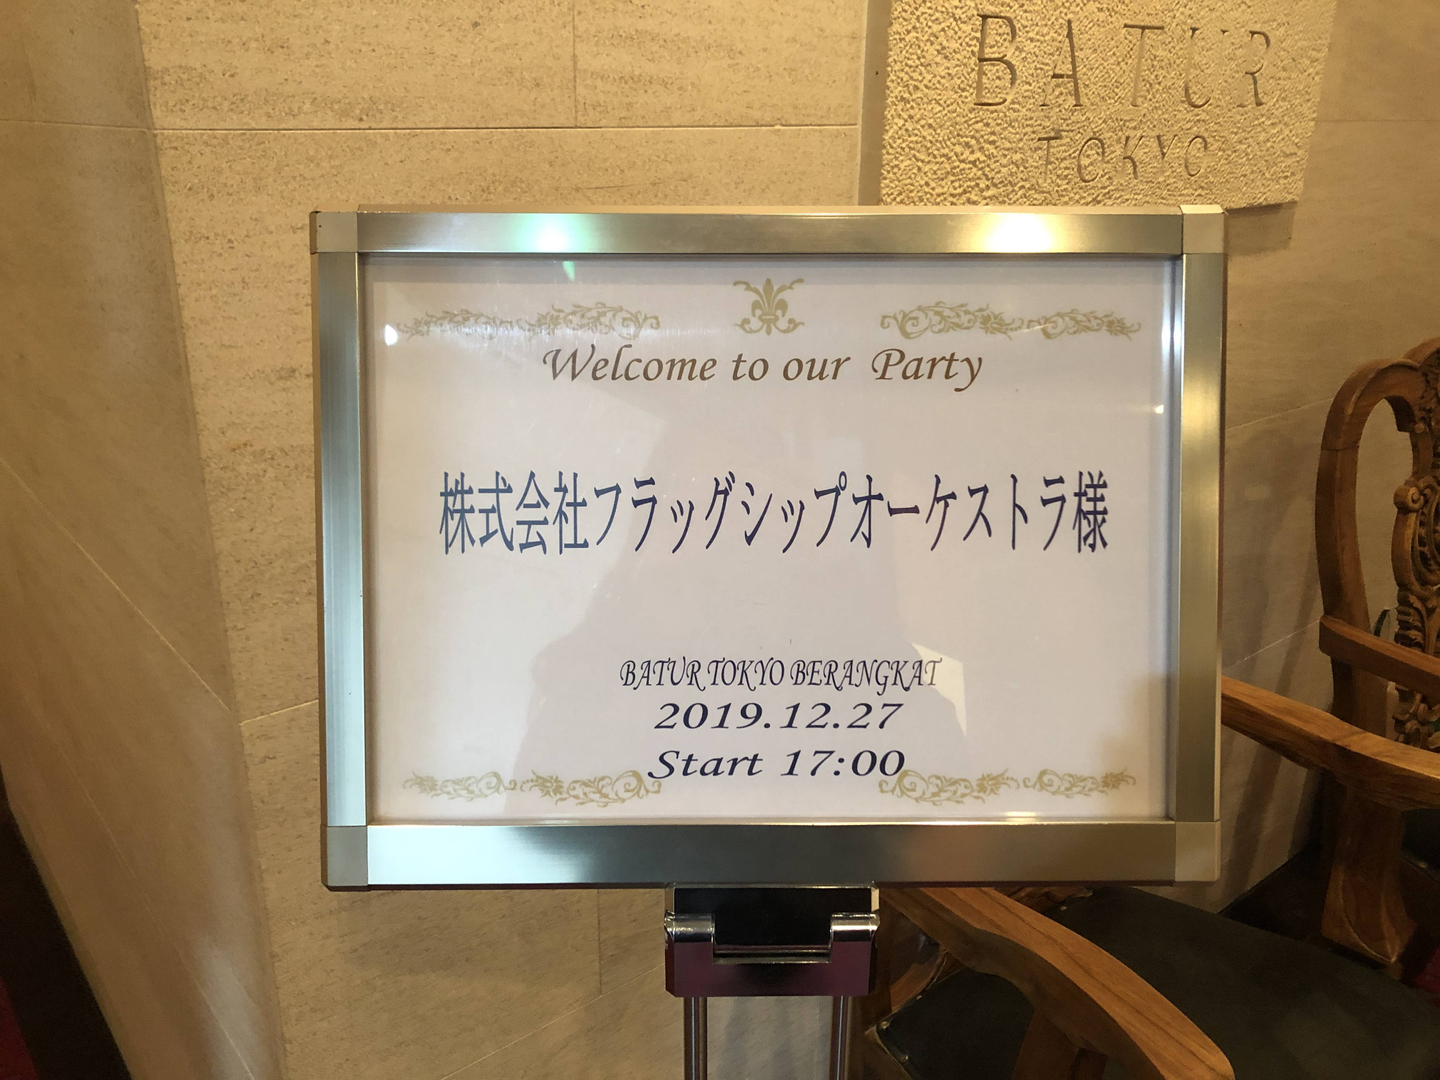 BATUR
TOKYO
Welcome to our Party
株式会社フラッグシップオーケストラ様
BATUR TOKYO BERANGKAT
2019.12.27
Start 17:00